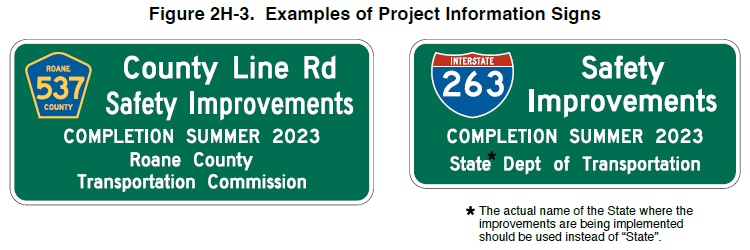 Figure 2H-3.  Examples of Project Information Signs
ROANE
537
COUNTY
County Line Rd
Safety Improvements
COMPLETION SUMMER 2023
Roane County
Transportation Commission
INTERSTATE
263
Safety
Improvements
COMPLETION SUMMER 2023
State* Dept of Transportation
* The actual name of the State where the
improvements are being implemented
should be used instead of “State”.